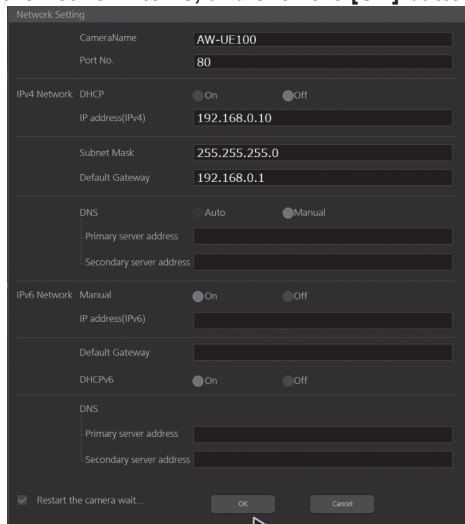 Network Setting
CameraName AW-UE100
Port No. 80
IPv4 Network DHCP On Off
IP address(IPv4) 192.168.0.10
Subnet Mask 255.255.255.0
Default Gateway 192.168.0.1
DNS Auto Manual
Primary server address
Secondary server address
IPv6 Network Manual On Off
IP address(IPv6)
Default Gateway
DHCPv6 On Off
DNS
Primary server address
Secondary server address
Restart the camera wait... OK Cancel